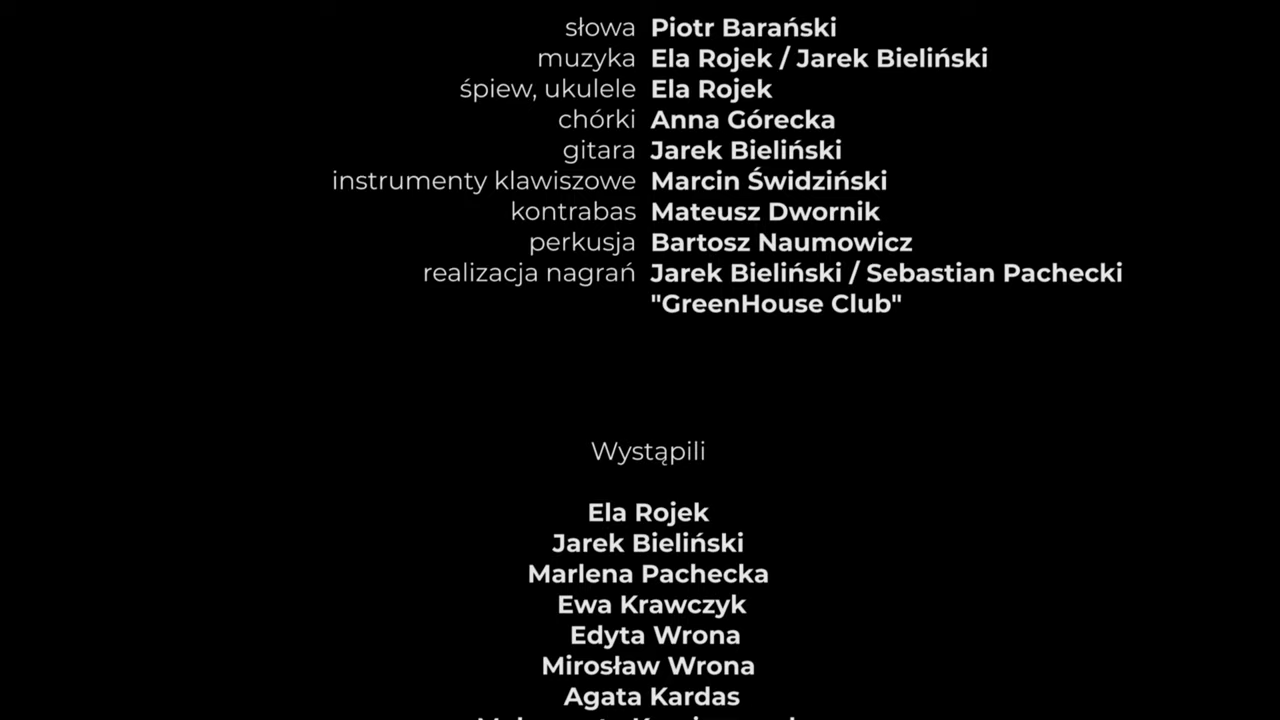 słowa Piotr Barański
muzyka Ela Rojek / Jarek Bieliński
śpiew, ukulele Ela Rojek
chórki Anna Górecka
gitara Jarek Bieliński
instrumenty klawiszowe Marcin Świdziński
kontrabas Mateusz Dwornik
perkusja Bartosz Naumowicz
realizacja nagrań Jarek Bieliński / Sebastian Pachecki
"GreenHouse Club"
Wystąpili
Ela Rojek
Jarek Bieliński
Marlena Pachecka
Ewa Krawczyk
Edyta Wrona
Mirosław Wrona
Agata Kardas